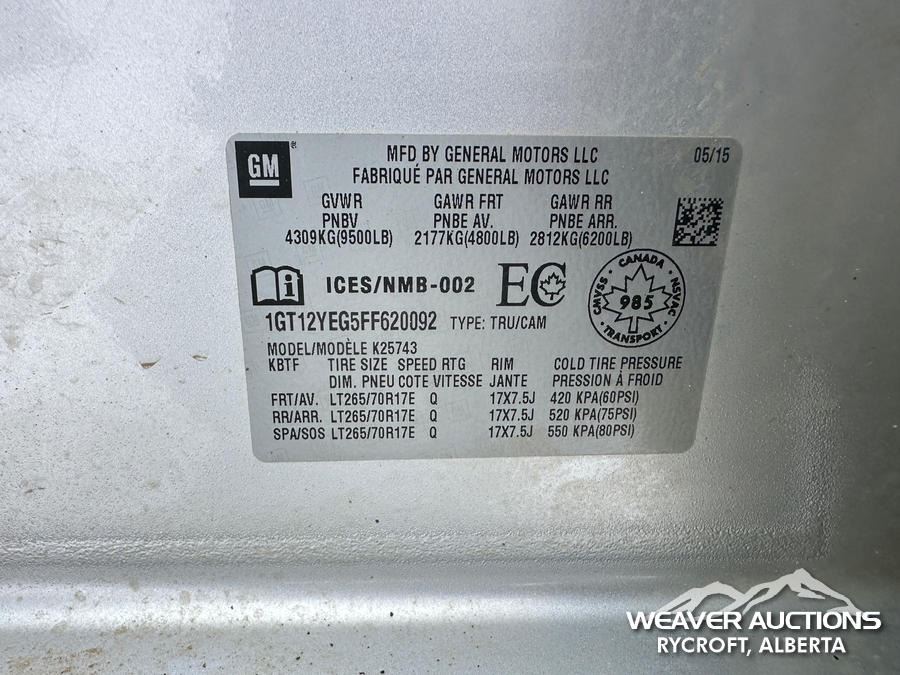 GM ®
MFD BY GENERAL MOTORS LLC 05/15
FABRIQUÉ PAR GENERAL MOTORS LLC
GVWR GAWR FRT GAWR RR
PNBV PNBE AV. PNBE ARR.
4309KG(9500LB) 2177KG(4800LB) 2812KG(6200LB)
ICES/NMB-002 EC
CANADA
CMVSS 985 NSVAC
TRANSPORT
1GT12YEG5FF620092 TYPE: TRU/CAM
MODEL/MODÈLE K25743
KBTF TIRE SIZE SPEED RTG RIM COLD TIRE PRESSURE
DIM. PNEU COTE VITESSE JANTE PRESSION À FROID
FRT/AV. LT265/70R17E Q 17X7.5J 420 KPA(60PSI)
RR/ARR. LT265/70R17E Q 17X7.5J 520 KPA(75PSI)
SPA/SOS LT265/70R17E Q 17X7.5J 550 KPA(80PSI)
WEAVER AUCTIONS
RYCROFT, ALBERTA